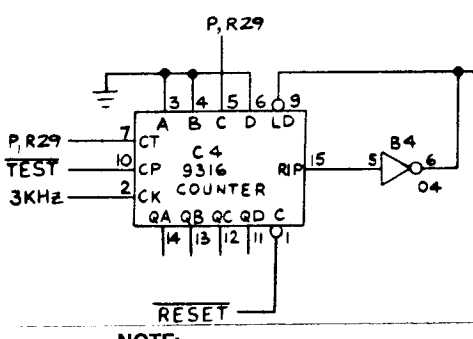 P, R29
3 4 5 6 9
A B C D LD
P, R29 7 CT
C4
B4
TEST 10 CP
9316
RIP 15 5 6
3KHz 2 CK
COUNTER
04
QA QB QC QD C
14 13 12 11 1
RESET
NOTE: